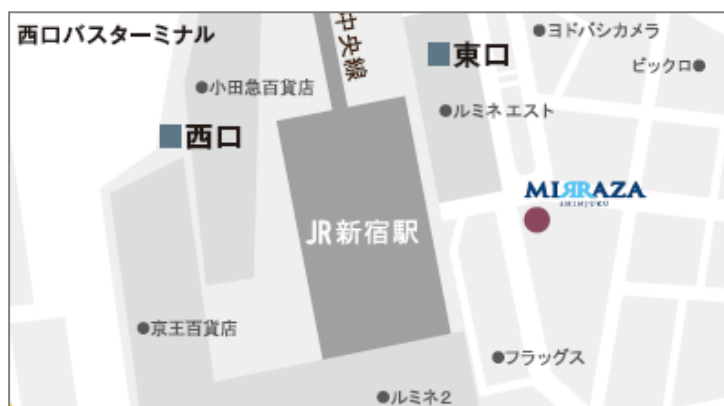 西口バスターミナル
中央線
●ヨドバシカメラ
■東口
ビックロ●
●小田急百貨店
●ルミネ エスト
■西口
MIRRAZA
SHINJUKU
JR新宿駅
●京王百貨店
●フラッグス
●ルミネ2